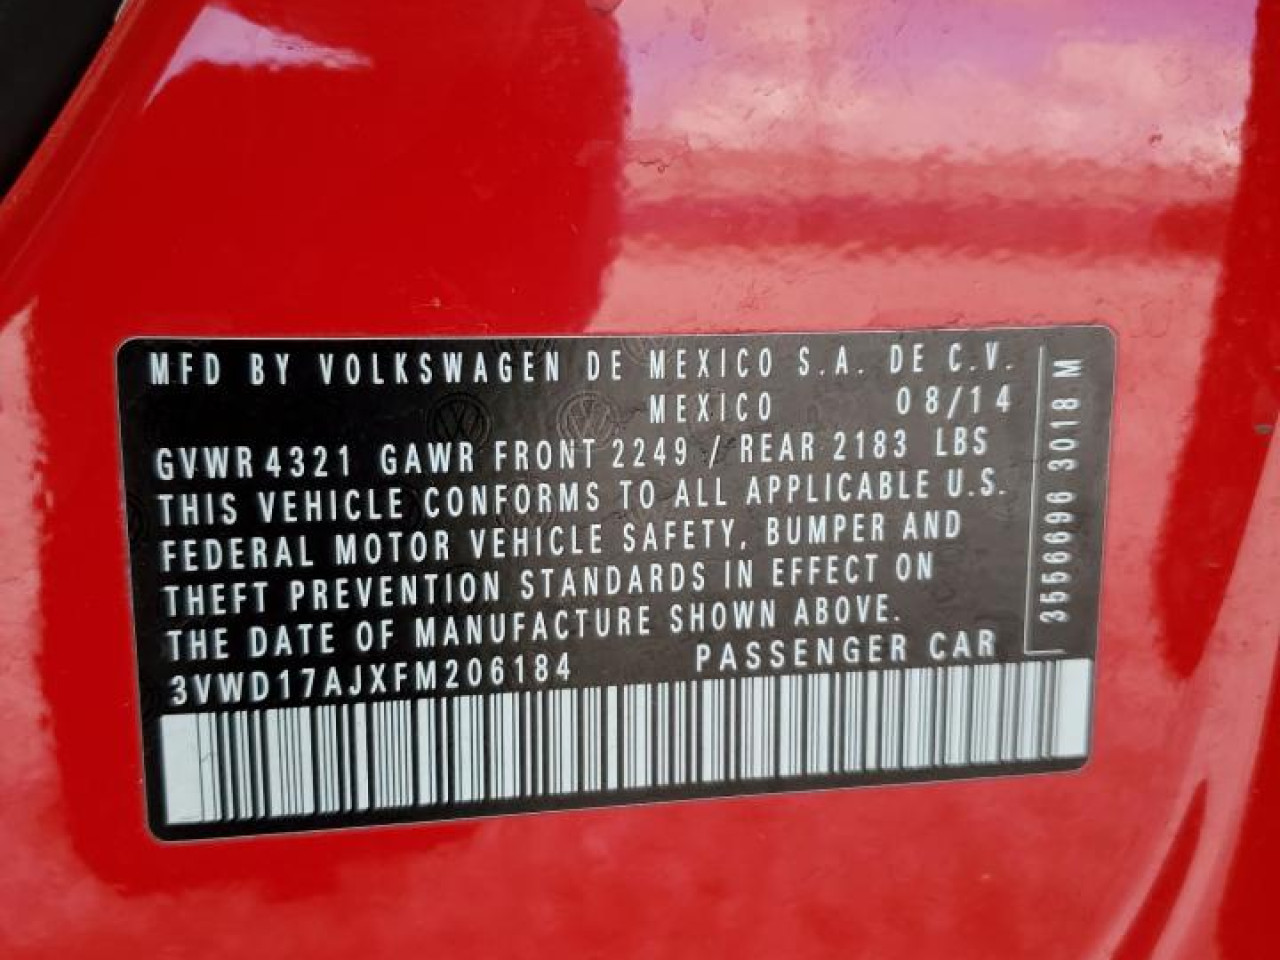 MFD BY VOLKSWAGEN DE MEXICO S.A. DE C.V.
MEXICO 08/14
GVWR 4321 GAWR FRONT 2249 / REAR 2183 LBS
THIS VEHICLE CONFORMS TO ALL APPLICABLE U.S.
FEDERAL MOTOR VEHICLE SAFETY, BUMPER AND
THEFT PREVENTION STANDARDS IN EFFECT ON
THE DATE OF MANUFACTURE SHOWN ABOVE.
3VWD17AJXFM206184 PASSENGER CAR
3556696 3018 M